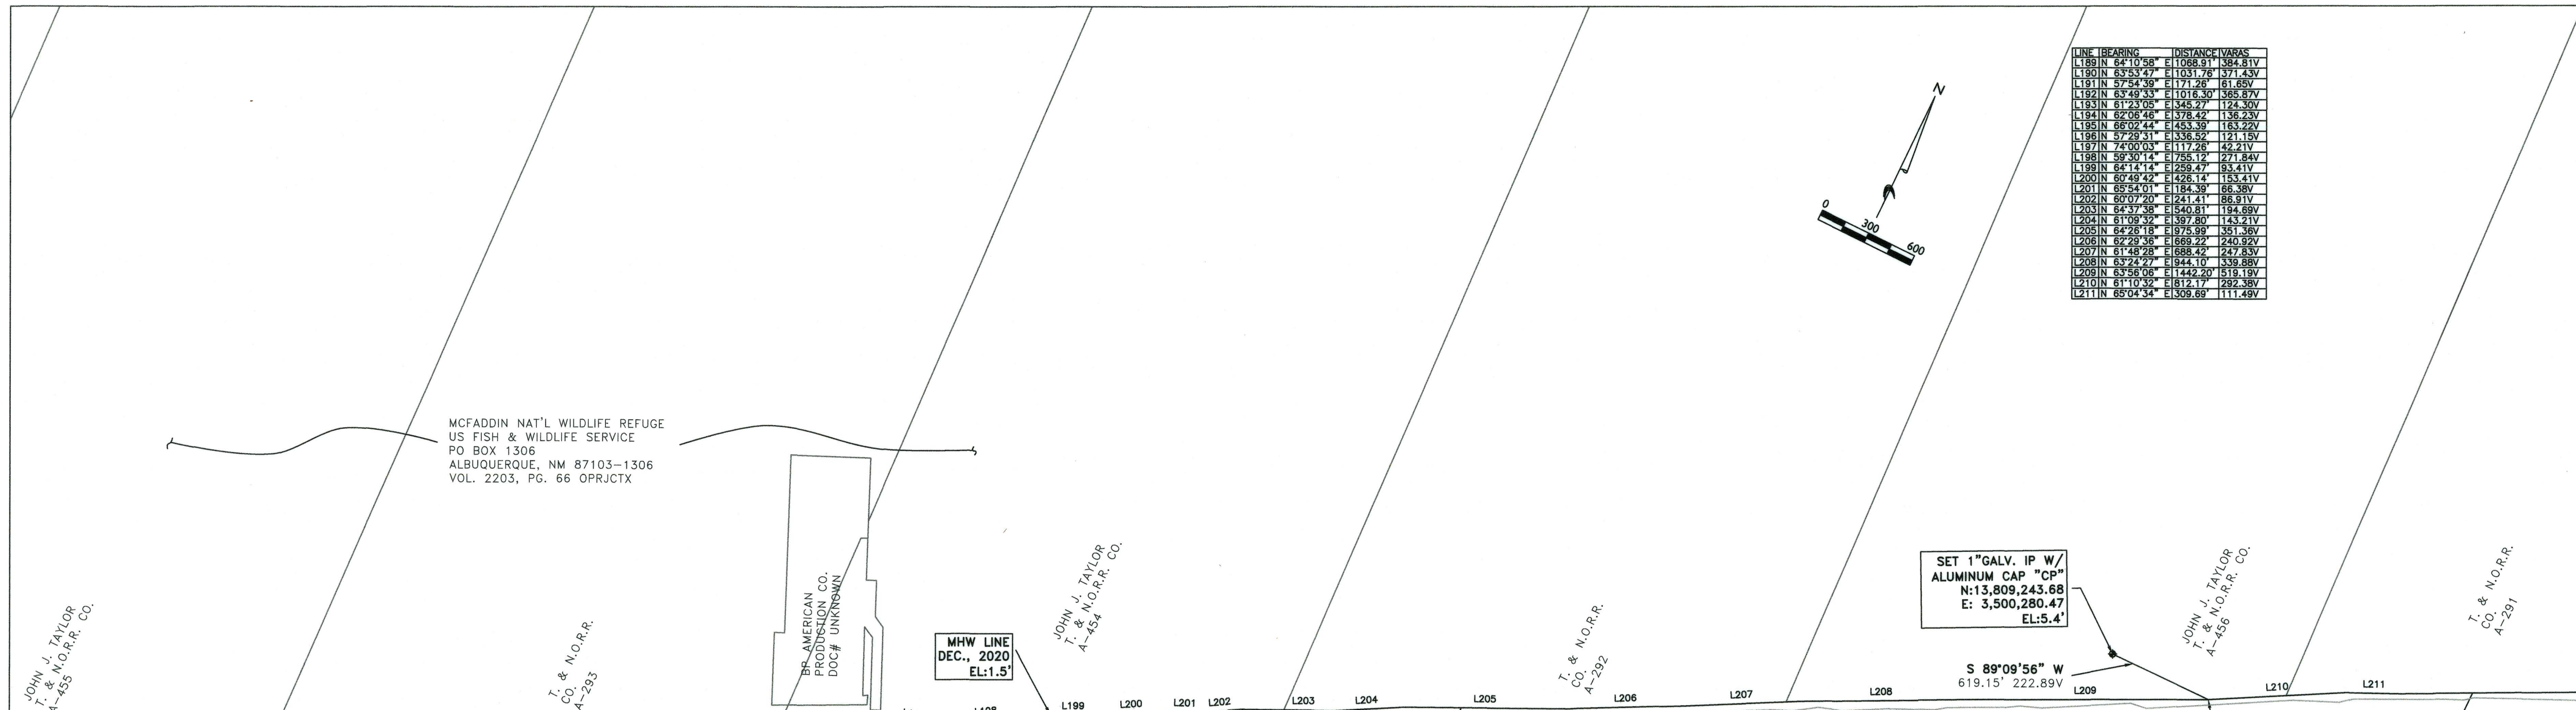 LINE BEARING DISTANCE VARAS
L189 N 64°10'58" E 1068.91' 384.81V
L190 N 63°53'47" E 1031.76' 371.43V
L191 N 57°54'39" E 171.26' 61.65V
L192 N 63°49'33" E 1016.30' 365.87V
L193 N 61°23'05" E 345.27' 124.30V
L194 N 62°06'46" E 378.42' 136.23V
L195 N 66°02'44" E 453.39' 163.22V
L196 N 57°29'31" E 336.52' 121.15V
L197 N 74°00'03" E 117.26' 42.21V
L198 N 59°30'14" E 755.12' 271.84V
L199 N 64°14'14" E 259.47' 93.41V
L200 N 60°49'42" E 426.14' 153.41V
L201 N 65°54'01" E 184.39' 66.38V
L202 N 60°07'20" E 241.41' 86.91V
L203 N 64°37'38" E 540.81' 194.69V
L204 N 61°09'32" E 397.80' 143.21V
L205 N 64°26'18" E 975.99' 351.36V
L206 N 62°29'36" E 669.22' 240.92V
L207 N 61°48'28" E 688.42' 247.83V
L208 N 63°24'27" E 944.10' 339.88V
L209 N 63°56'06" E 1442.20' 519.19V
L210 N 61°10'32" E 812.17' 292.38V
L211 N 65°04'34" E 309.69' 111.49V
N
0 300 600
MCFADDIN NAT'L WILDLIFE REFUGE
US FISH & WILDLIFE SERVICE
PO BOX 1306
ALBUQUERQUE, NM 87103-1306
VOL. 2203, PG. 66 OPRJCTX
JOHN J. TAYLOR
T. & N.O.R.R. CO.
A-455
T. & N.O.R.R.
CO.
A-293
BP AMERICAN
PRODUCTION CO.
DOC# UNKNOWN
MHW LINE
DEC., 2020
EL:1.5'
JOHN J. TAYLOR
T. & N.O.R.R. CO.
A-454
T. & N.O.R.R.
CO.
A-292
SET 1"GALV. IP W/
ALUMINUM CAP "CP"
N:13,809,243.68
E: 3,500,280.47
EL:5.4'
S 89°09'56" W
619.15' 222.89V
JOHN J. TAYLOR
T. & N.O.R.R. CO.
A-456
T. & N.O.R.R.
CO.
A-291
L198 L199 L200 L201 L202 L203 L204 L205 L206 L207 L208 L209 L210 L211